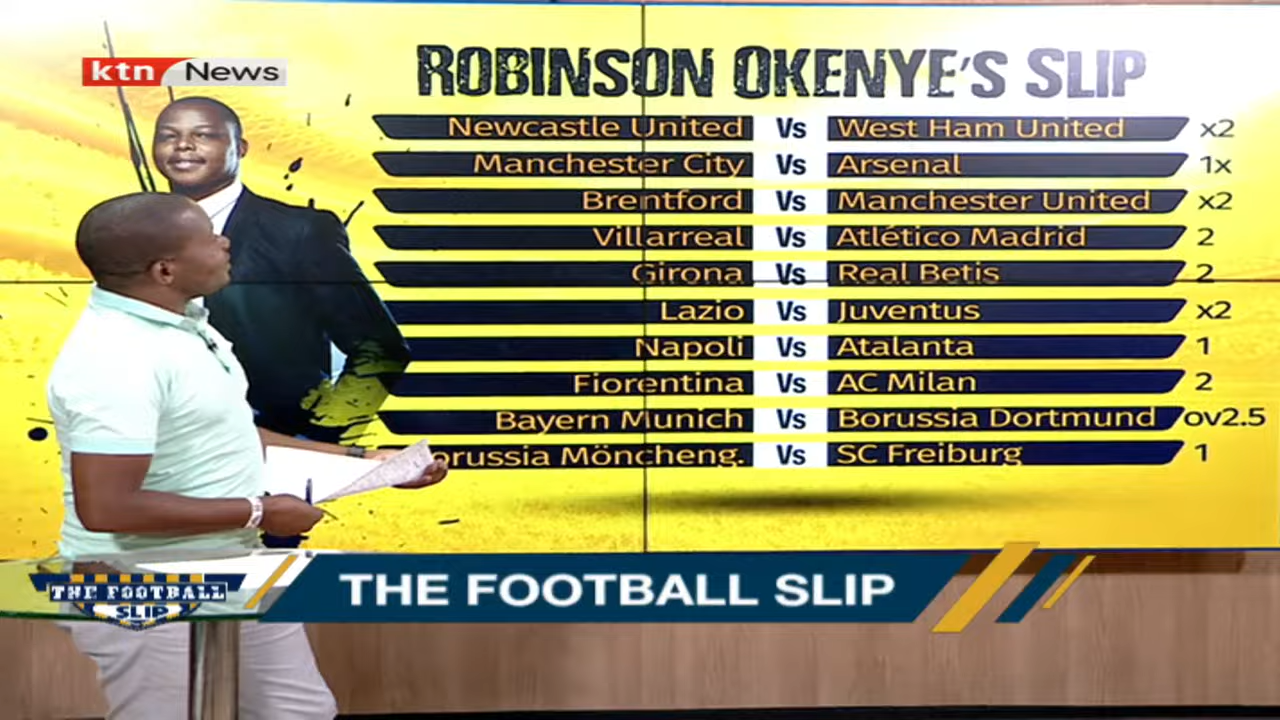 ktn News
ROBINSON OKENYE'S SLIP
Newcastle United Vs West Ham United x2
Manchester City Vs Arsenal 1x
Brentford Vs Manchester United x2
Villarreal Vs Atlético Madrid 2
Girona Vs Real Betis 2
Lazio Vs Juventus x2
Napoli Vs Atalanta 1
Fiorentina Vs AC Milan 2
Bayern Munich Vs Borussia Dortmund ov2.5
orussia Möncheng. Vs SC Freiburg 1
THE FOOTBALL SLIP
THE FOOTBALL
SLIP